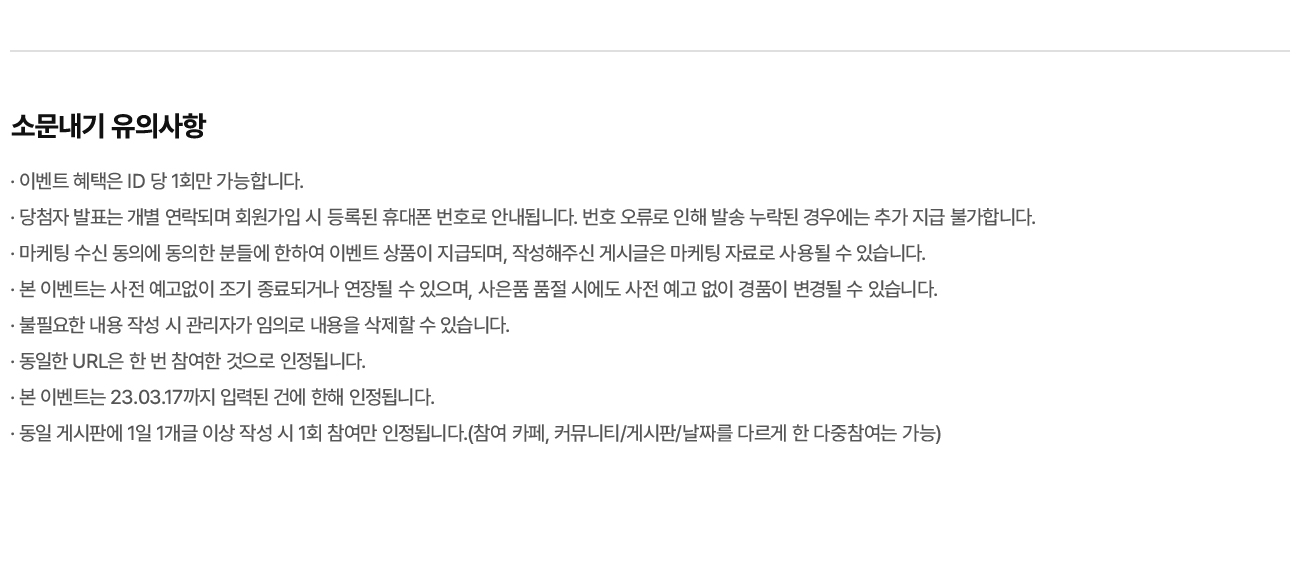 소문내기 유의사항
· 이벤트 혜택은 ID 당 1회만 가능합니다.
· 당첨자 발표는 개별 연락되며 회원가입 시 등록된 휴대폰 번호로 안내됩니다. 번호 오류로 인해 발송 누락된 경우에는 추가 지급 불가합니다.
· 마케팅 수신 동의에 동의한 분들에 한하여 이벤트 상품이 지급되며, 작성해주신 게시글은 마케팅 자료로 사용될 수 있습니다.
· 본 이벤트는 사전 예고없이 조기 종료되거나 연장될 수 있으며, 사은품 품절 시에도 사전 예고 없이 경품이 변경될 수 있습니다.
· 불필요한 내용 작성 시 관리자가 임의로 내용을 삭제할 수 있습니다.
· 동일한 URL은 한 번 참여한 것으로 인정됩니다.
· 본 이벤트는 23.03.17까지 입력된 건에 한해 인정됩니다.
· 동일 게시판에 1일 1개글 이상 작성 시 1회 참여만 인정됩니다.(참여 카페, 커뮤니티/게시판/날짜를 다르게 한 다중참여는 가능)